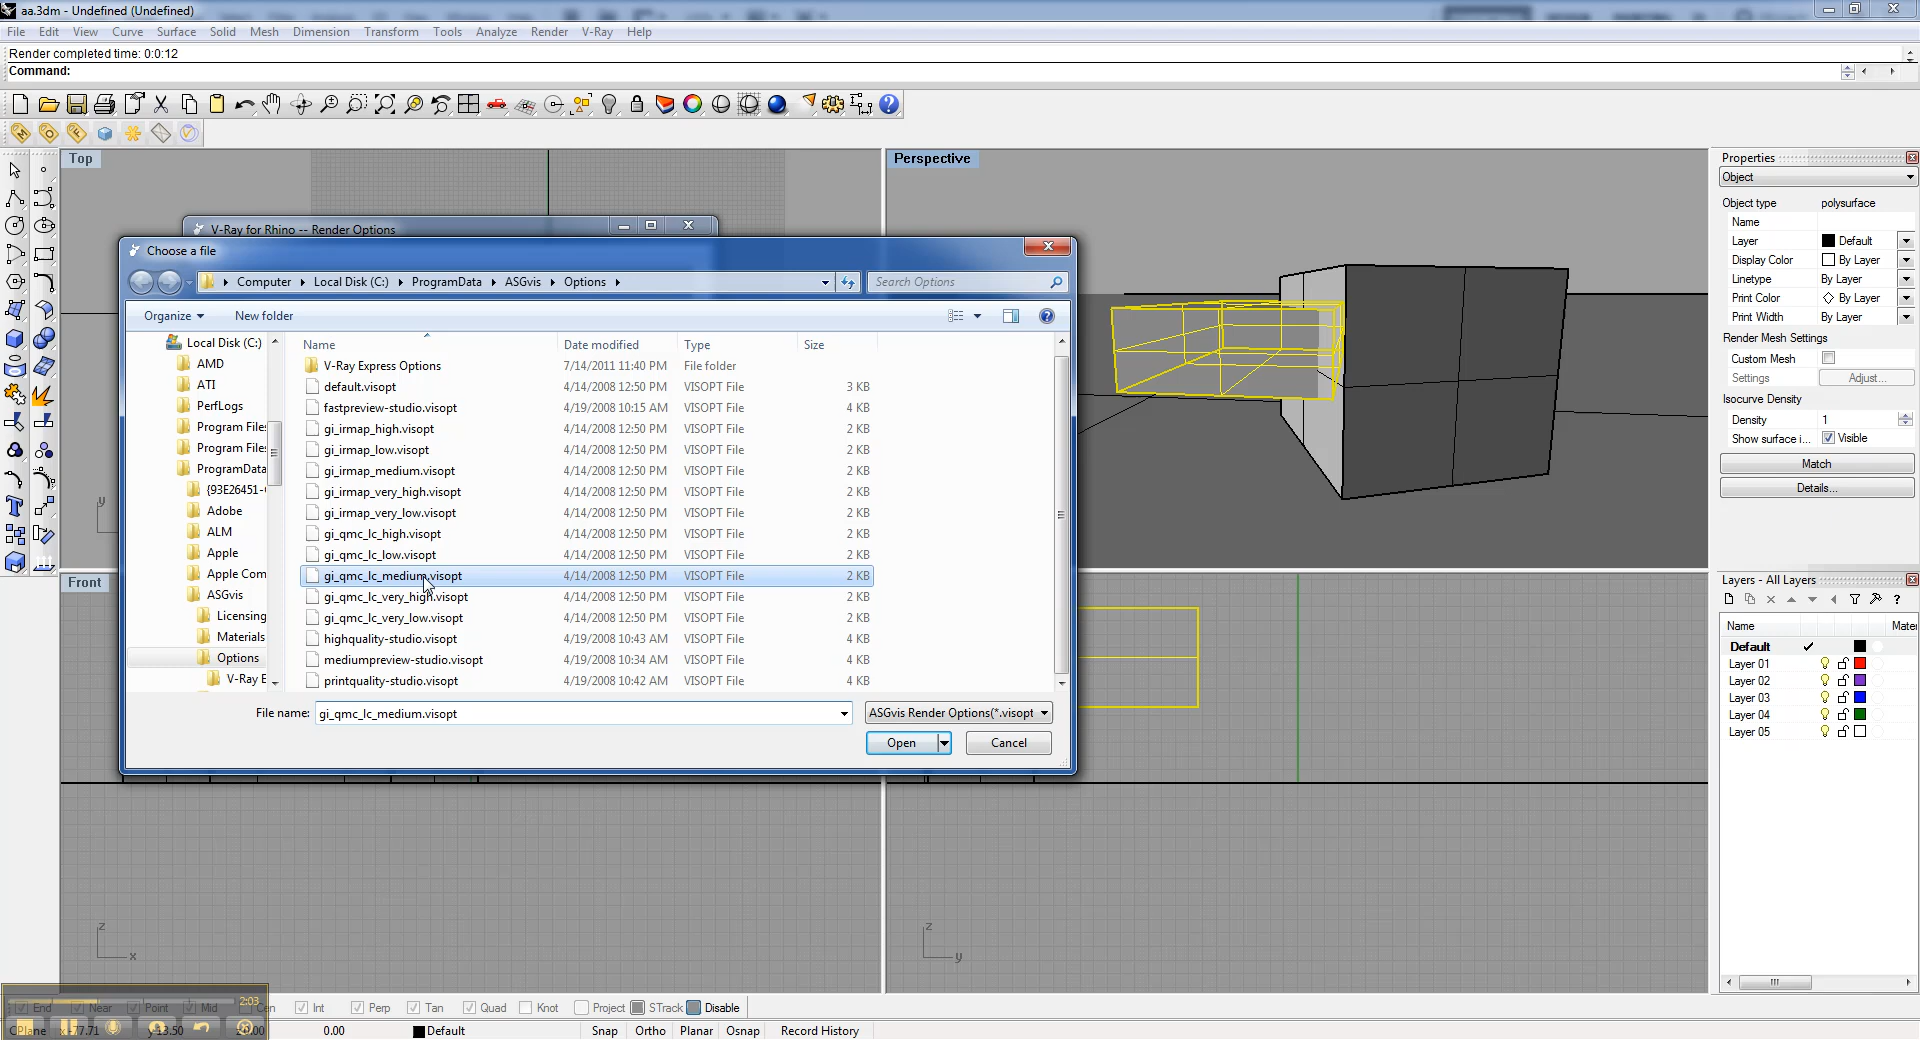 aa.3dm - Undefined (Undefined)
File Edit View Curve Surface Solid Mesh Dimension Transform Tools Analyze Render V-Ray Help
Render completed time: 0:0:12
Command:
Top
Perspective
V-Ray for Rhino -- Render Options
Choose a file
Computer Local Disk (C:) ProgramData ASGvis Options
Search Options
Organize New folder
Local Disk (C:)
AMD
ATI
PerfLogs
Program Files
Program Files
ProgramData
{93E26451-
Adobe
ALM
Apple
Apple Com
ASGvis
Licensing
Materials
Options
V-Ray E
Name Date modified Type Size
V-Ray Express Options 7/14/2011 11:40 PM File folder
default.visopt 4/14/2008 12:50 PM VISOPT File 3 KB
fastpreview-studio.visopt 4/19/2008 10:15 AM VISOPT File 4 KB
gi_irmap_high.visopt 4/14/2008 12:50 PM VISOPT File 2 KB
gi_irmap_low.visopt 4/14/2008 12:50 PM VISOPT File 2 KB
gi_irmap_medium.visopt 4/14/2008 12:50 PM VISOPT File 2 KB
gi_irmap_very_high.visopt 4/14/2008 12:50 PM VISOPT File 2 KB
gi_irmap_very_low.visopt 4/14/2008 12:50 PM VISOPT File 2 KB
gi_qmc_lc_high.visopt 4/14/2008 12:50 PM VISOPT File 2 KB
gi_qmc_lc_low.visopt 4/14/2008 12:50 PM VISOPT File 2 KB
gi_qmc_lc_medium.visopt 4/14/2008 12:50 PM VISOPT File 2 KB
gi_qmc_lc_very_high.visopt 4/14/2008 12:50 PM VISOPT File 2 KB
gi_qmc_lc_very_low.visopt 4/14/2008 12:50 PM VISOPT File 2 KB
highquality-studio.visopt 4/19/2008 10:43 AM VISOPT File 4 KB
mediumpreview-studio.visopt 4/19/2008 10:34 AM VISOPT File 4 KB
printquality-studio.visopt 4/19/2008 10:42 AM VISOPT File 4 KB
File name: gi_qmc_lc_medium.visopt ASGvis Render Options(*.visopt
Open Cancel
Properties
Object
Object type polysurface
Name
Layer Default
Display Color By Layer
Linetype By Layer
Print Color By Layer
Print Width By Layer
Render Mesh Settings
Custom Mesh
Settings Adjust...
Isocurve Density
Density 1
Show surface i... Visible
Match
Details...
Layers - All Layers
Name Mater
Default
Layer 01
Layer 02
Layer 03
Layer 04
Layer 05
Front
y
z
x
z
y
2:03
End Near Point Mid Cen Int Perp Tan Quad Knot Project STrack Disable
CPlane x -77.71 y-13.50 0.00 Default Snap Ortho Planar Osnap Record History